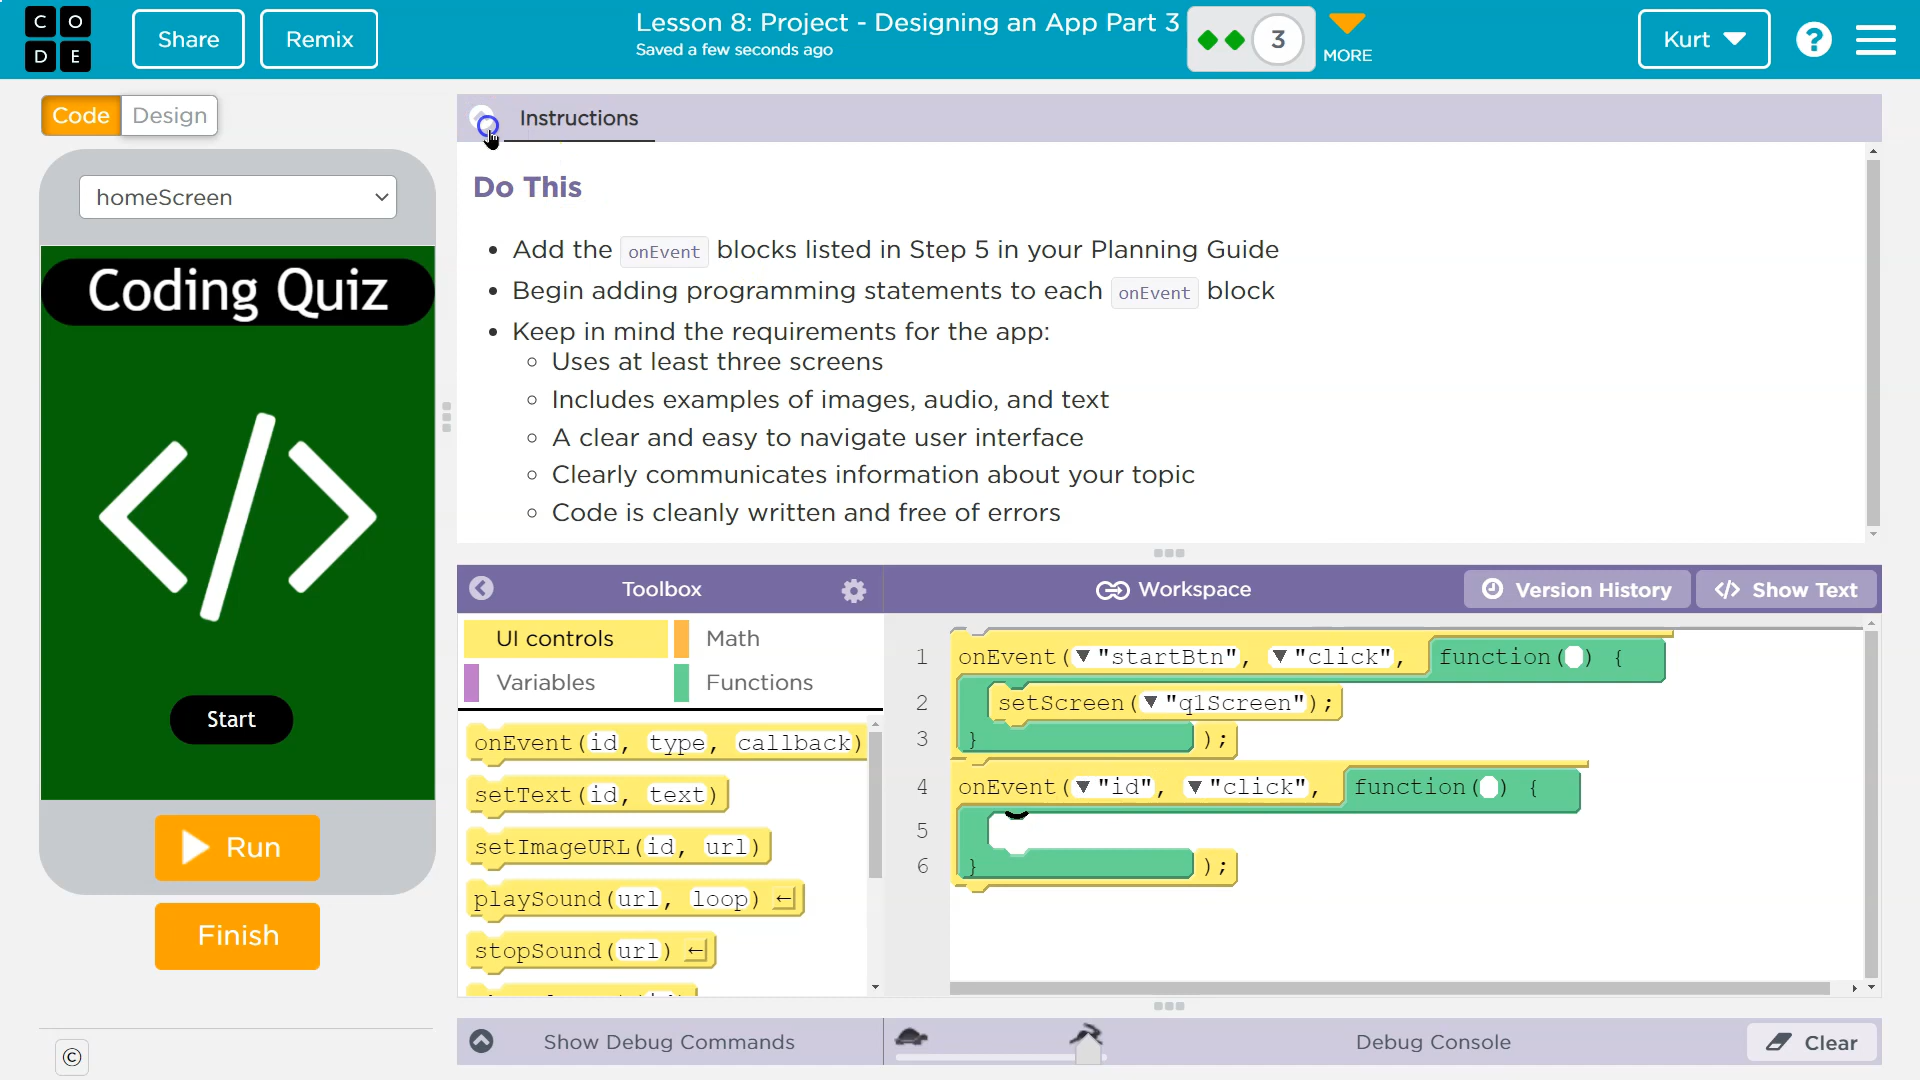 C O
D E
Share
Remix
Lesson 8: Project - Designing an App Part 3
Saved a few seconds ago
3
MORE
Kurt
?
Code
Design
Instructions
homeScreen
Do This
Add the onEvent blocks listed in Step 5 in your Planning Guide
Begin adding programming statements to each onEvent block
Keep in mind the requirements for the app:
Uses at least three screens
Includes examples of images, audio, and text
A clear and easy to navigate user interface
Clearly communicates information about your topic
Code is cleanly written and free of errors
Coding Quiz
</>
Start
Run
Finish
©
Toolbox
Workspace
Version History
</> Show Text
UI controls
Math
Variables
Functions
onEvent(id, type, callback)
setText(id, text)
setImageURL(id, url)
playSound(url, loop)
stopSound(url)
1 onEvent(▼"startBtn", ▼"click", function() {
2 setScreen(▼"q1Screen");
3 } );
4 onEvent(▼"id", ▼"click", function() {
5
6 } );
Show Debug Commands
Debug Console
Clear